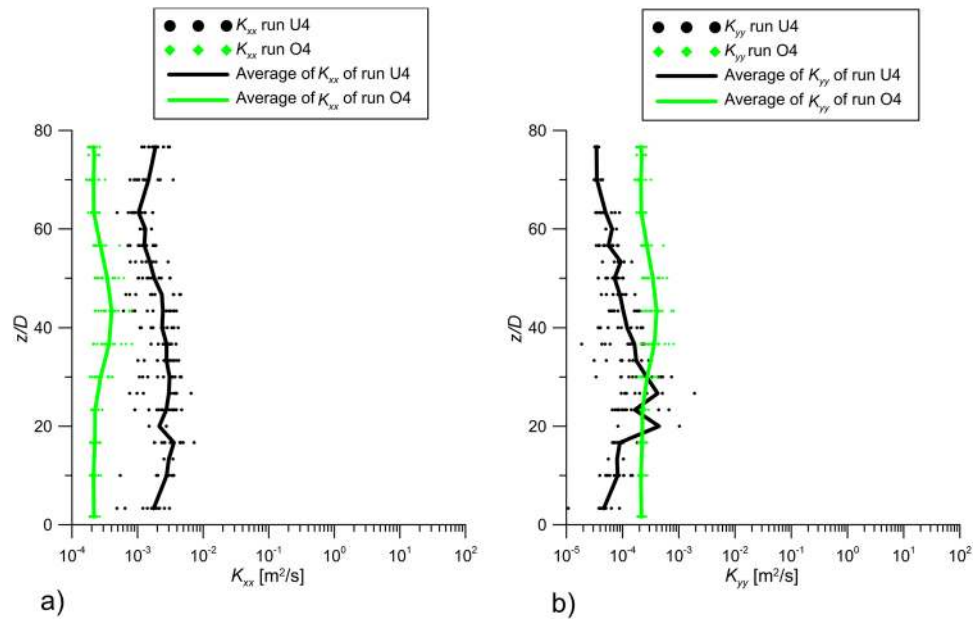 K_xx run U4
K_xx run O4
Average of K_xx of run U4
Average of K_xx of run O4
80
60
40
20
0
z/D
10^-4 10^-3 10^-2 10^-1 10^0 10^1 10^2
K_xx [m²/s]
a)
K_yy run U4
K_yy run O4
Average of K_yy of run U4
Average of K_yy of run O4
80
60
40
20
0
z/D
10^-5 10^-4 10^-3 10^-2 10^-1 10^0 10^1 10^2
K_yy [m²/s]
b)